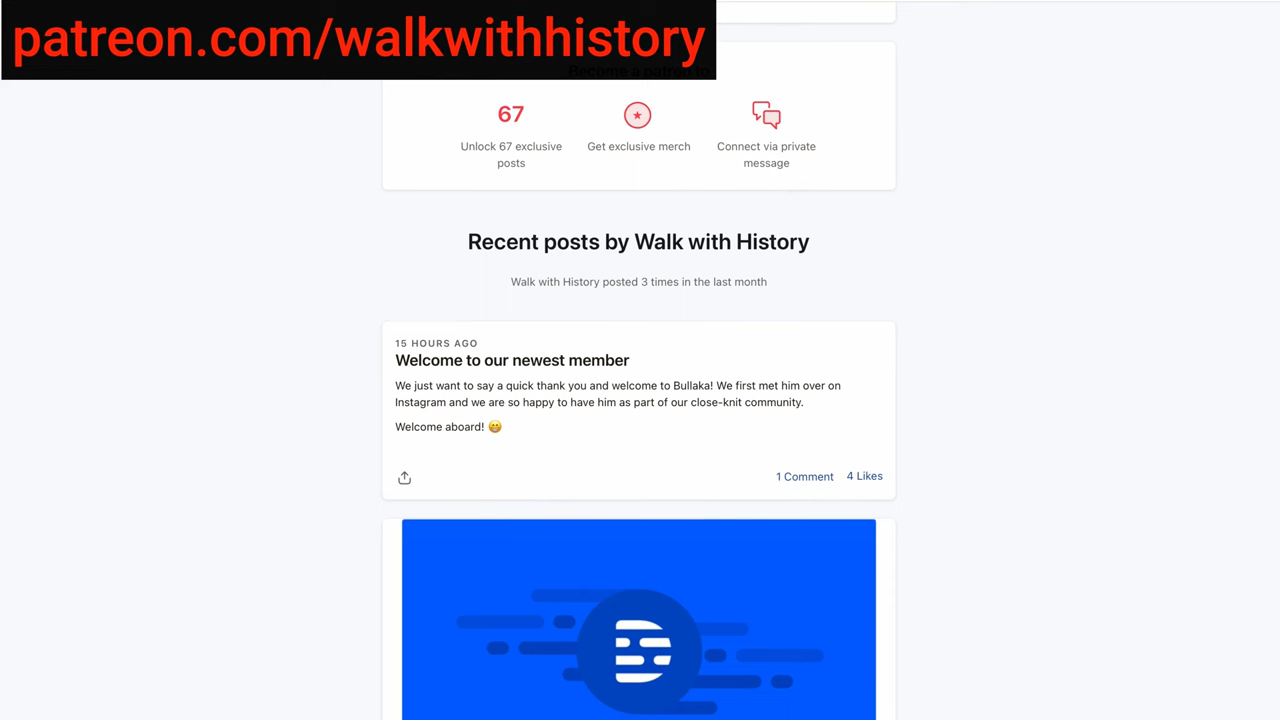 patreon.com/walkwithhistory
Become a patron to
67
Unlock 67 exclusive
posts
Get exclusive merch
Connect via private
message
Recent posts by Walk with History
Walk with History posted 3 times in the last month
15 HOURS AGO
Welcome to our newest member
We just want to say a quick thank you and welcome to Bullaka! We first met him over on
Instagram and we are so happy to have him as part of our close-knit community.
Welcome aboard! 😁
1 Comment 4 Likes